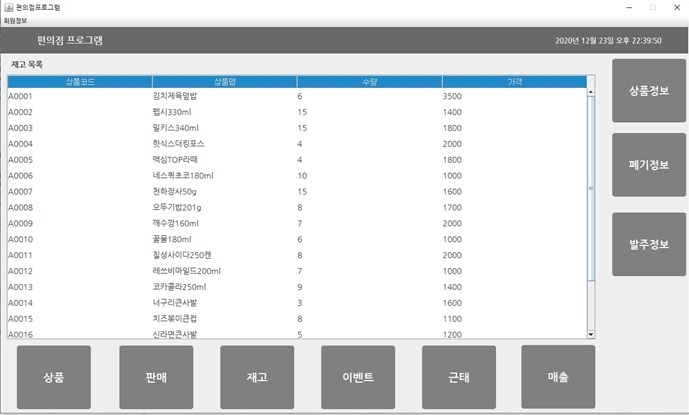 편의점프로그램
회원정보
편의점 프로그램 2020년 12월 23일 오후 22:39:50
재고 목록
상품코드 상품명 수량 가격
A0001 김치제육덮밥 6 3500
A0002 펩시330ml 15 1400
A0003 밀키스340ml 15 1800
A0004 핫식스더킹포스 4 2000
A0005 맥심TOP라떼 4 1800
A0006 네스퀵초코180ml 10 1000
A0007 천하장사50g 15 1600
A0008 오뚜기밥201g 8 1700
A0009 깨수깡160ml 7 2000
A0010 꿀물180ml 6 1000
A0011 칠성사이다250캔 8 2000
A0012 레쓰비마일드200ml 7 1000
A0013 코카콜라250ml 9 1400
A0014 너구리큰사발 3 1600
A0015 치즈볶이큰컵 8 1100
A0016 신라면큰사발 5 1200
상품정보
폐기정보
발주정보
상품 판매 재고 이벤트 근태 매출